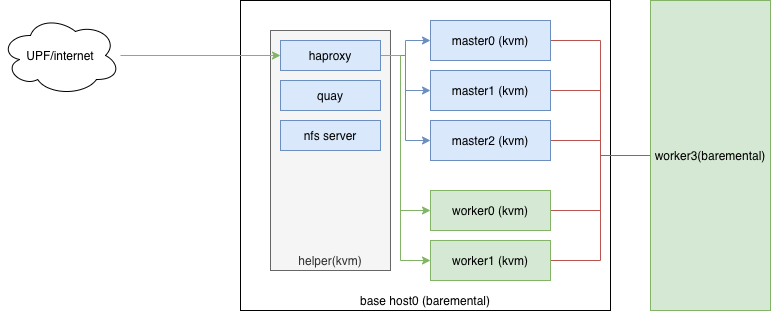 UPF/internet
haproxy
quay
nfs server
helper(kvm)
master0 (kvm)
master1 (kvm)
master2 (kvm)
worker0 (kvm)
worker1 (kvm)
base host0 (baremental)
worker3(baremental)